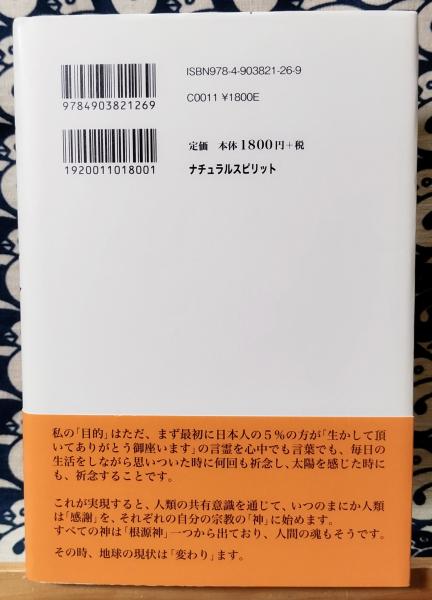 ISBN978-4-903821-26-9
9784903821269
C0011 ¥1800E
定価 本体1800円+税
1920011018001
ナチュラルスピリット
私の「目的」はただ、まず最初に日本人の5%の方が「生かして頂
いてありがとう御座います」の言霊を心中でも言葉でも、毎日の
生活をしながら思いついた時に何回も祈念し、太陽を感じた時に
も、祈念することです。
これが実現すると、人類の共有意識を通じて、いつのまにか人類
は「感謝」を、それぞれの自分の宗教の「神」に始めます。
すべての神は「根源神」一つから出ており、人間の魂もそうです。
その時、地球の現状は「変わり」ます。